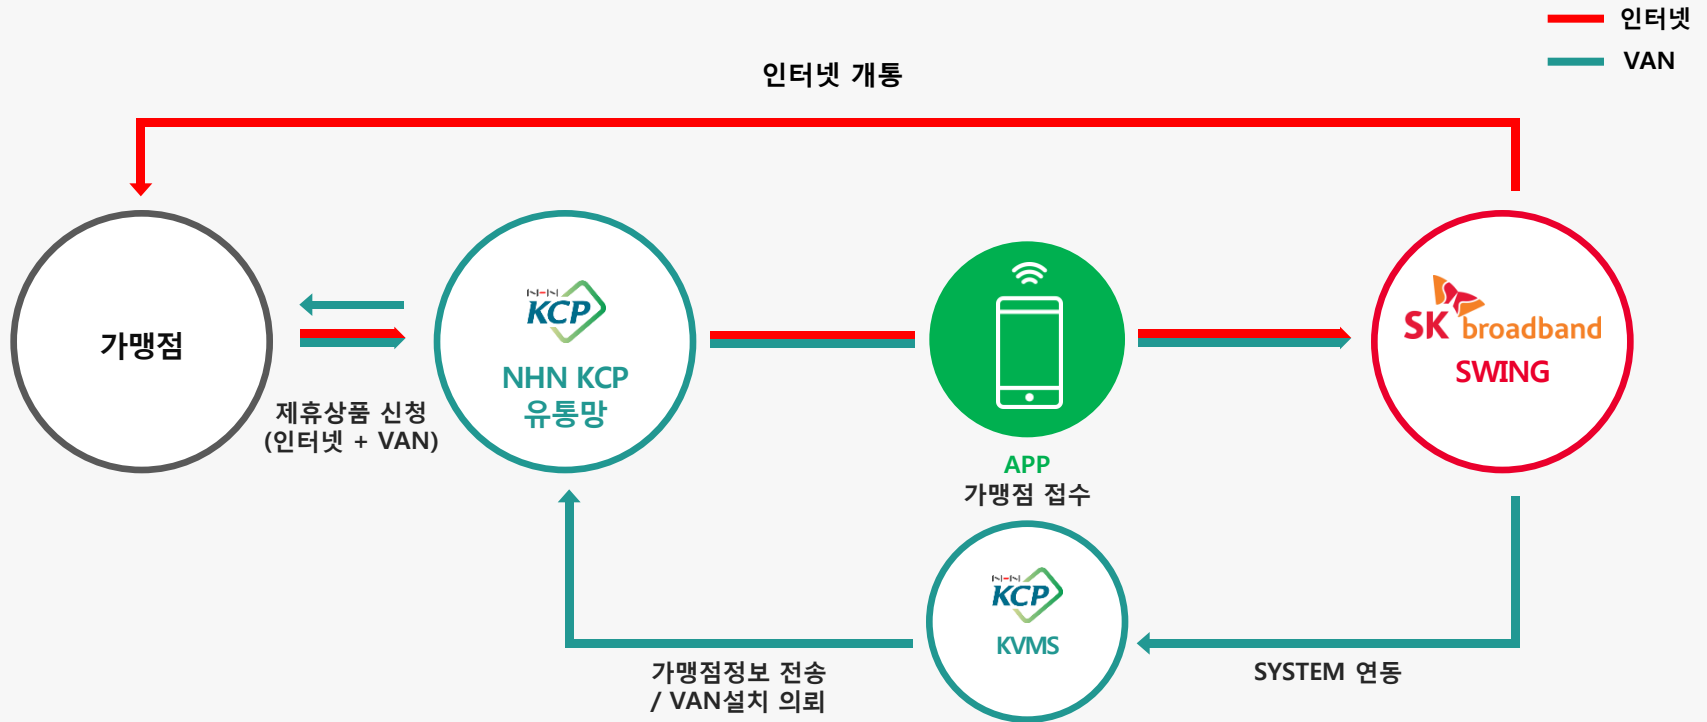 인터넷
VAN
인터넷 개통
가맹점
제휴상품 신청
(인터넷 + VAN)
NHN
KCP
NHN KCP
유통망
APP
가맹점 접수
SK broadband
SWING
NHN
KCP
KVMS
가맹점정보 전송
/ VAN설치 의뢰
SYSTEM 연동